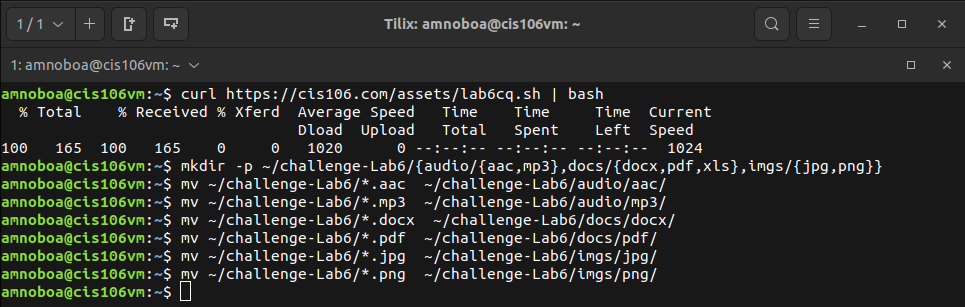 1 / 1
Tilix: amnoboa@cis106vm: ~
1: amnoboa@cis106vm: ~
amnoboa@cis106vm:~$ curl https://cis106.com/assets/lab6cq.sh | bash
  % Total    % Received % Xferd  Average Speed   Time    Time     Time  Current
                                 Dload  Upload   Total   Spent    Left  Speed
100   165  100   165    0     0   1020      0 --:--:-- --:--:-- --:--:--  1024
amnoboa@cis106vm:~$ mkdir -p ~/challenge-Lab6/{audio/{aac,mp3},docs/{docx,pdf,xls},imgs/{jpg,png}}
amnoboa@cis106vm:~$ mv ~/challenge-Lab6/*.aac  ~/challenge-Lab6/audio/aac/
amnoboa@cis106vm:~$ mv ~/challenge-Lab6/*.mp3  ~/challenge-Lab6/audio/mp3/
amnoboa@cis106vm:~$ mv ~/challenge-Lab6/*.docx  ~/challenge-Lab6/docs/docx/
amnoboa@cis106vm:~$ mv ~/challenge-Lab6/*.pdf  ~/challenge-Lab6/docs/pdf/
amnoboa@cis106vm:~$ mv ~/challenge-Lab6/*.jpg  ~/challenge-Lab6/imgs/jpg/
amnoboa@cis106vm:~$ mv ~/challenge-Lab6/*.png  ~/challenge-Lab6/imgs/png/
amnoboa@cis106vm:~$